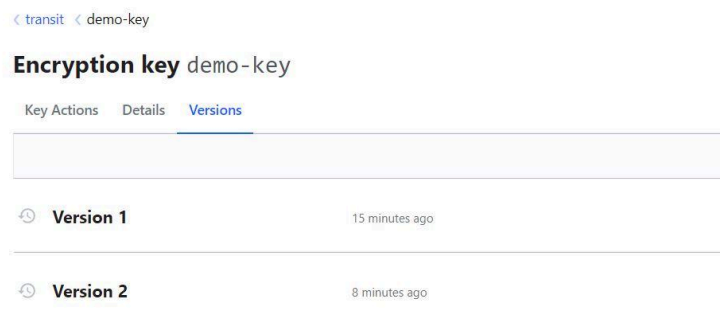 transit demo-key
Encryption key demo-key
Key Actions Details Versions
Version 1 15 minutes ago
Version 2 8 minutes ago